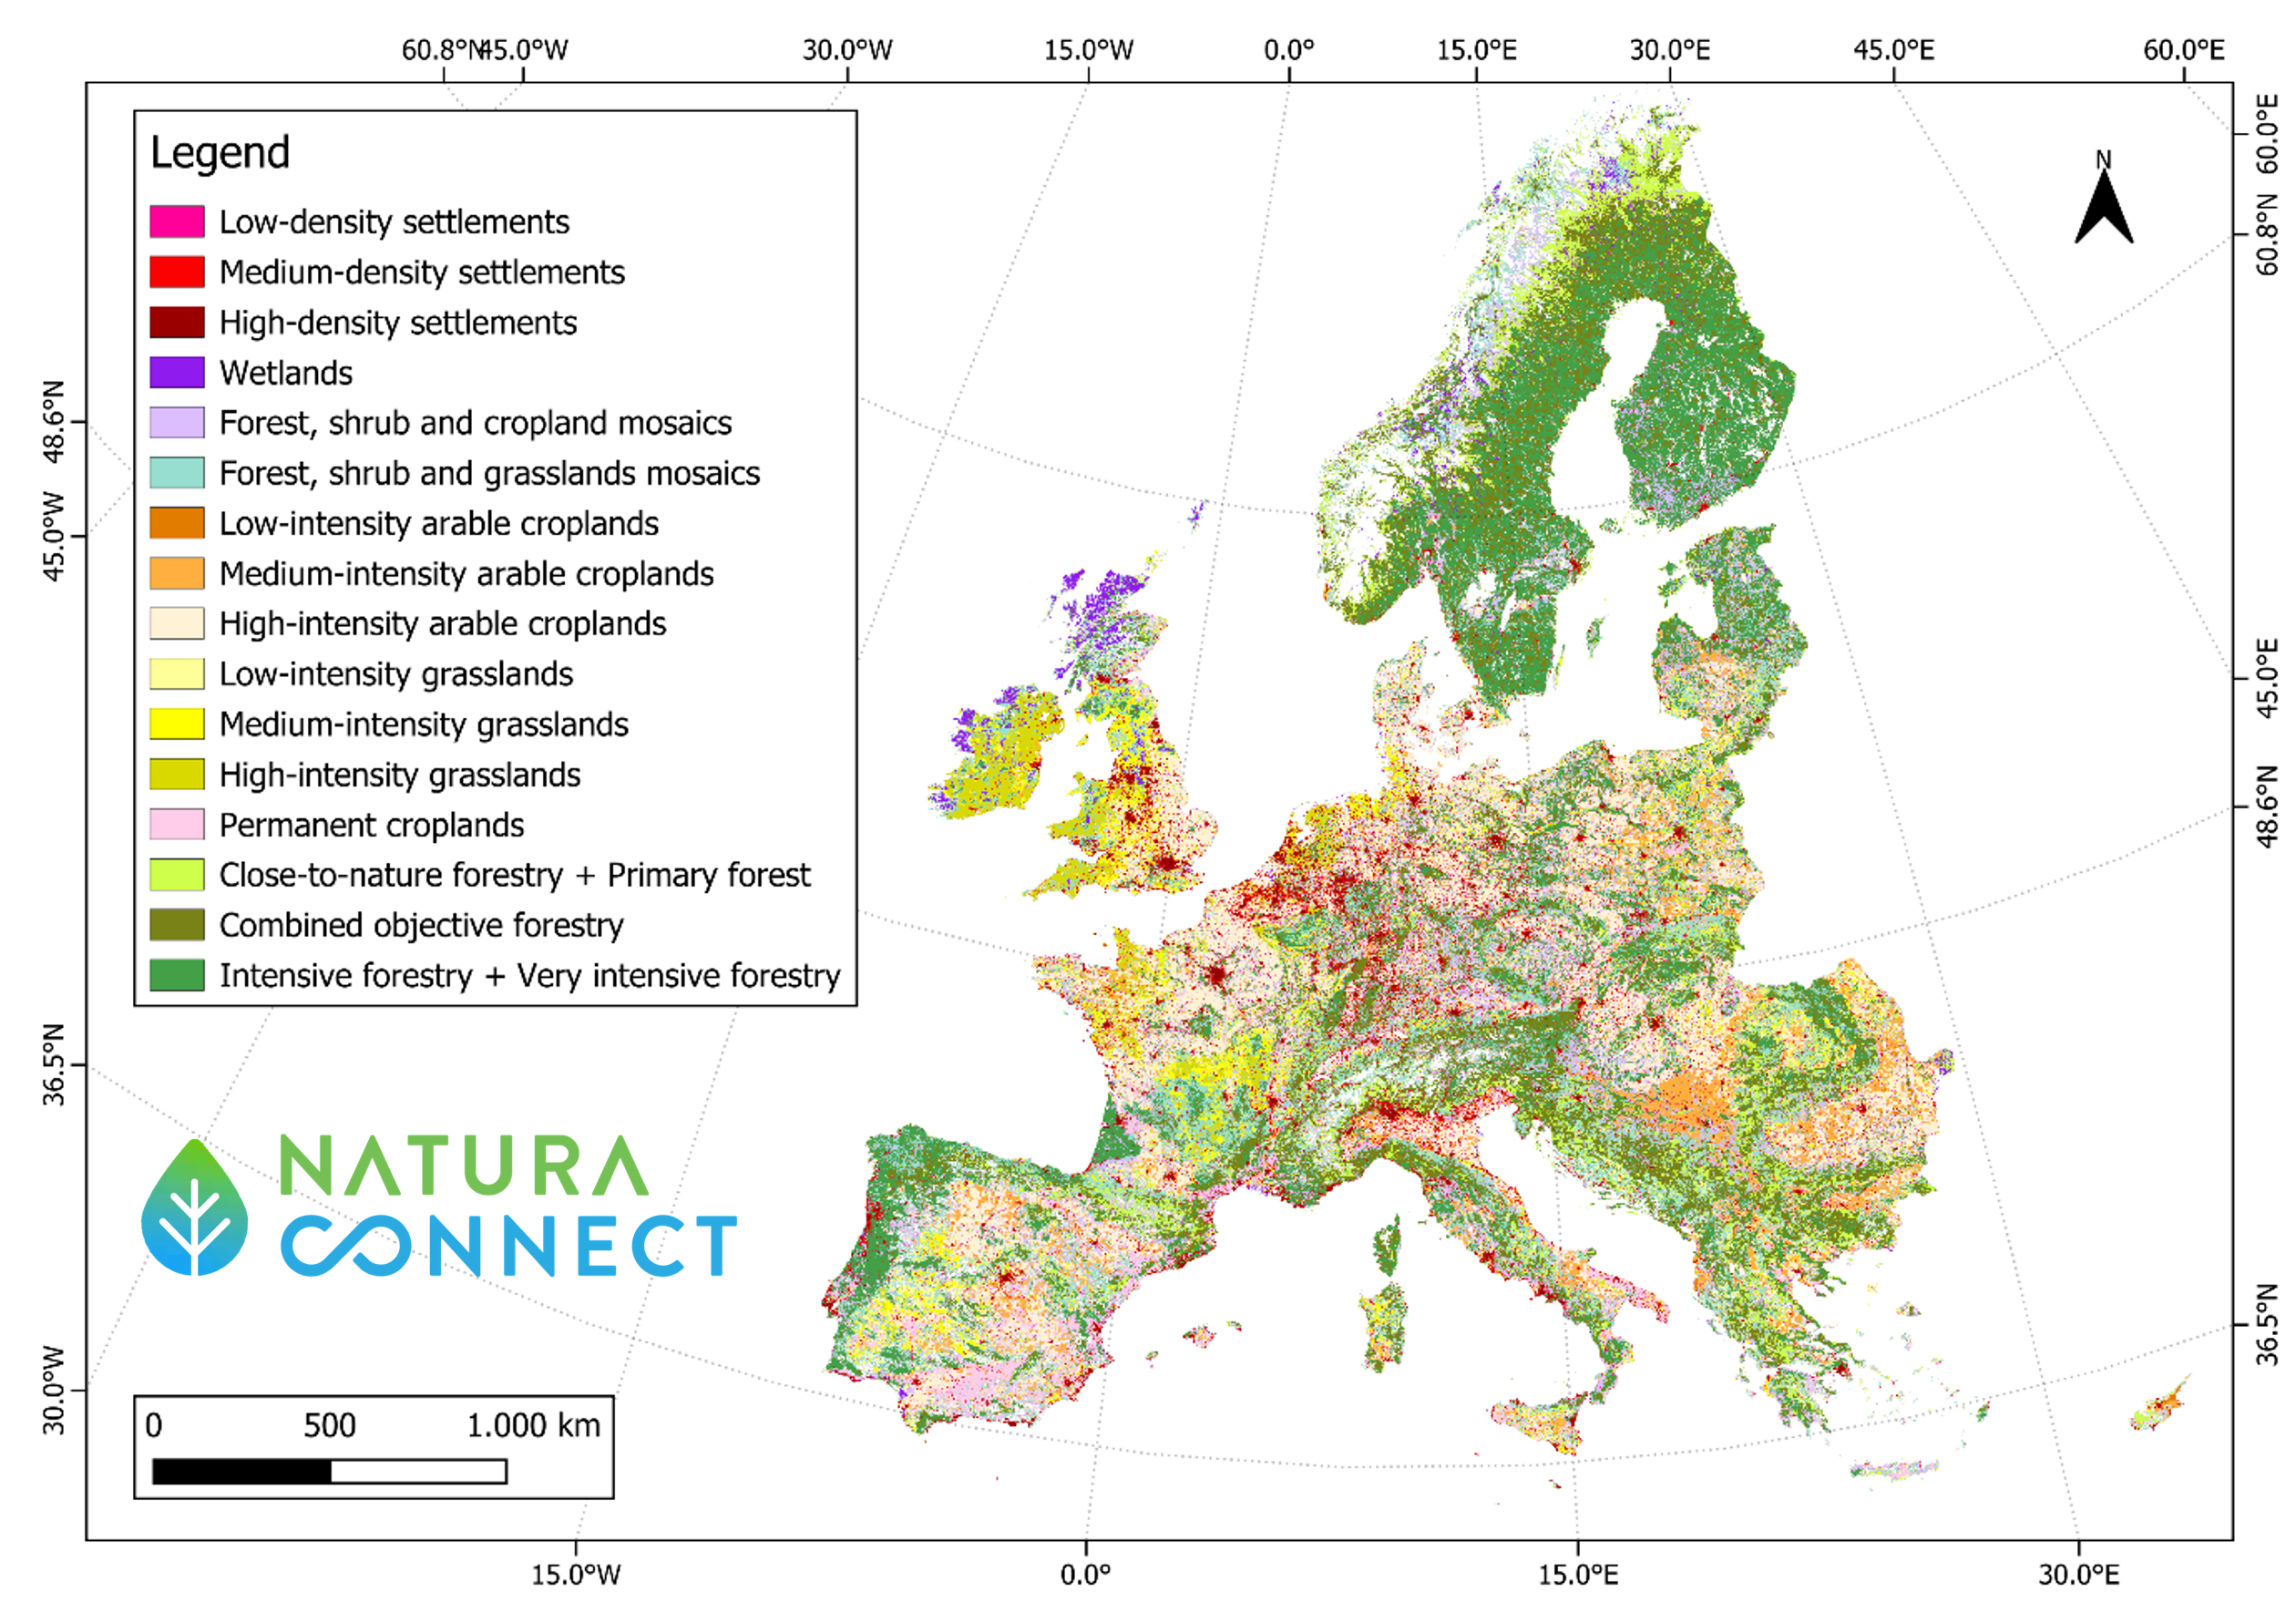 60.8°N
45.0°W
30.0°W
15.0°W
0.0°
15.0°E
30.0°E
45.0°E
60.0°E
Legend
Low-density settlements
Medium-density settlements
High-density settlements
Wetlands
Forest, shrub and cropland mosaics
Forest, shrub and grasslands mosaics
Low-intensity arable croplands
Medium-intensity arable croplands
High-intensity arable croplands
Low-intensity grasslands
Medium-intensity grasslands
High-intensity grasslands
Permanent croplands
Close-to-nature forestry + Primary forest
Combined objective forestry
Intensive forestry + Very intensive forestry
N
48.6°N
45.0°W
36.5°N
30.0°W
60.0°E
60.8°N
45.0°E
48.6°N
36.5°N
NATURA
CONNECT
0 500 1.000 km
15.0°W
0.0°
15.0°E
30.0°E